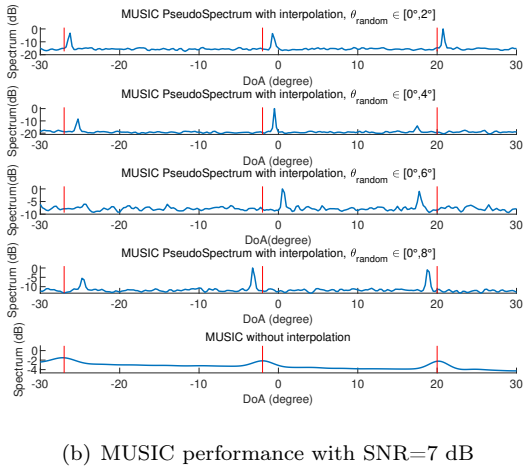 MUSIC PseudoSpectrum with interpolation, θrandom ∈ [0°,2°]
Spectrum (dB)
0
-10
-20
-30 -20 -10 0 10 20 30
DoA (degree)
MUSIC PseudoSpectrum with interpolation, θrandom ∈ [0°,4°]
Spectrum(dB)
0
-10
-20
-30 -20 -10 0 10 20 30
DoA (degree)
MUSIC PseudoSpectrum with interpolation, θrandom ∈ [0°,6°]
Spectrum(dB)
0
-5
-10
-30 -20 -10 0 10 20 30
DoA(degree)
MUSIC PseudoSpectrum with interpolation, θrandom ∈ [0°,8°]
Spectrum (dB)
0
-5
-10
-30 -20 -10 0 10 20 30
DoA (degree)
MUSIC without interpolation
Spectrum (dB)
0
-2
-4
-30 -20 -10 0 10 20 30
DoA (degree)
(b) MUSIC performance with SNR=7 dB